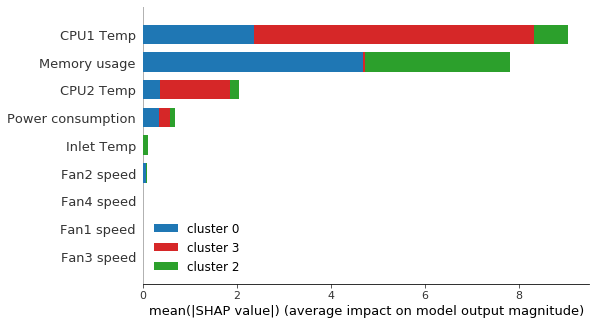 CPU1 Temp
Memory usage
CPU2 Temp
Power consumption
Inlet Temp
Fan2 speed
Fan4 speed
Fan1 speed
Fan3 speed
cluster 0
cluster 3
cluster 2
0 2 4 6 8
mean(|SHAP value|) (average impact on model output magnitude)